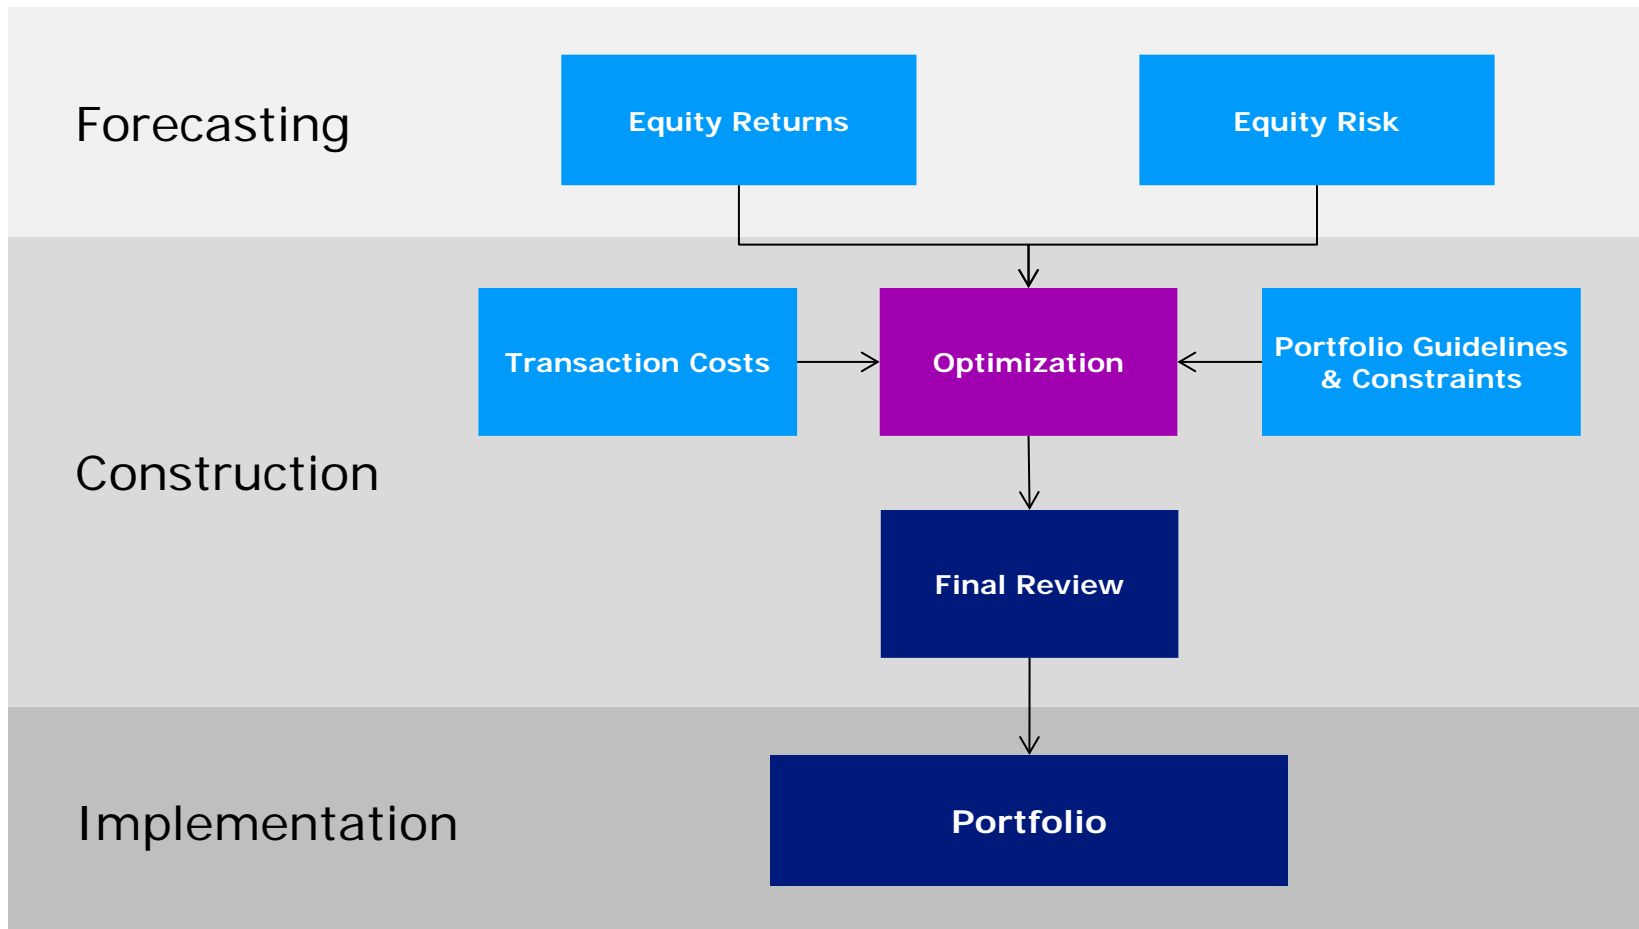 Forecasting
Equity Returns
Equity Risk
Construction
Transaction Costs
Optimization
Portfolio Guidelines
& Constraints
Final Review
Implementation
Portfolio